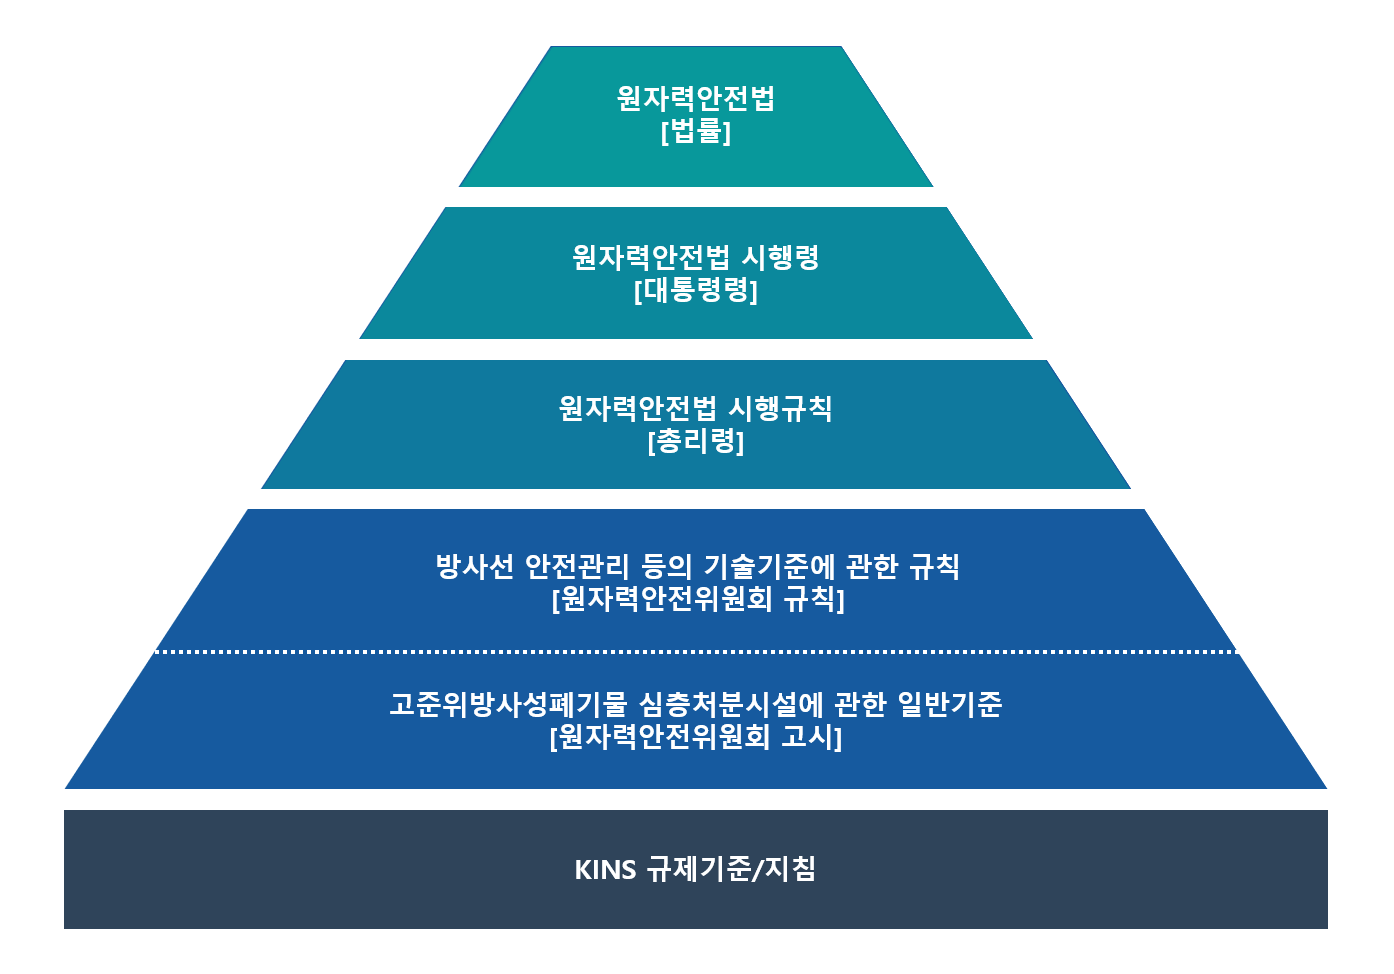 원자력안전법
[법률]
원자력안전법 시행령
[대통령령]
원자력안전법 시행규칙
[총리령]
방사선 안전관리 등의 기술기준에 관한 규칙
[원자력안전위원회 규칙]
고준위방사성폐기물 심층처분시설에 관한 일반기준
[원자력안전위원회 고시]
KINS 규제기준/지침